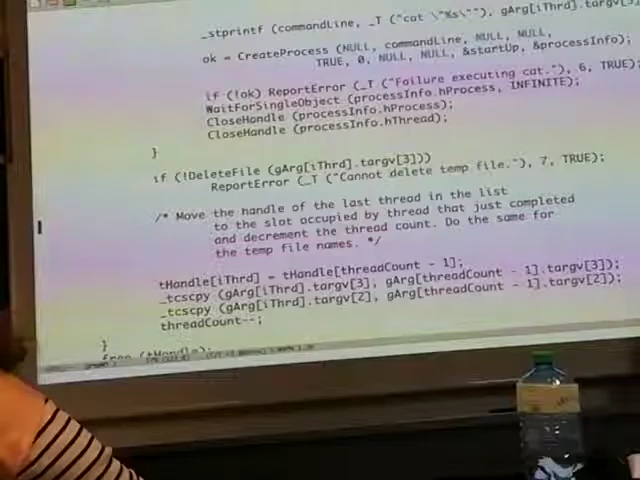 _stprintf (commandLine, _T ("cat \"%s\""), gArg[iThrd].targv[3]
ok = CreateProcess (NULL, commandLine, NULL, NULL,
TRUE, 0, NULL, NULL, &startUp, &processInfo);
if (!ok) ReportError (_T ("Failure executing cat."), 6, TRUE);
WaitForSingleObject (processInfo.hProcess, INFINITE);
CloseHandle (processInfo.hProcess);
CloseHandle (processInfo.hThread);
}
if (!DeleteFile (gArg[iThrd].targv[3]))
ReportError (_T ("Cannot delete temp file."), 7, TRUE);
/* Move the handle of the last thread in the list
to the slot occupied by thread that just completed
and decrement the thread count. Do the same for
the temp file names. */
tHandle[iThrd] = tHandle[threadCount - 1];
_tcscpy (gArg[iThrd].targv[3], gArg[threadCount - 1].targv[3]);
_tcscpy (gArg[iThrd].targv[2], gArg[threadCount - 1].targv[2]);
threadCount--;
}
free (tHandle);